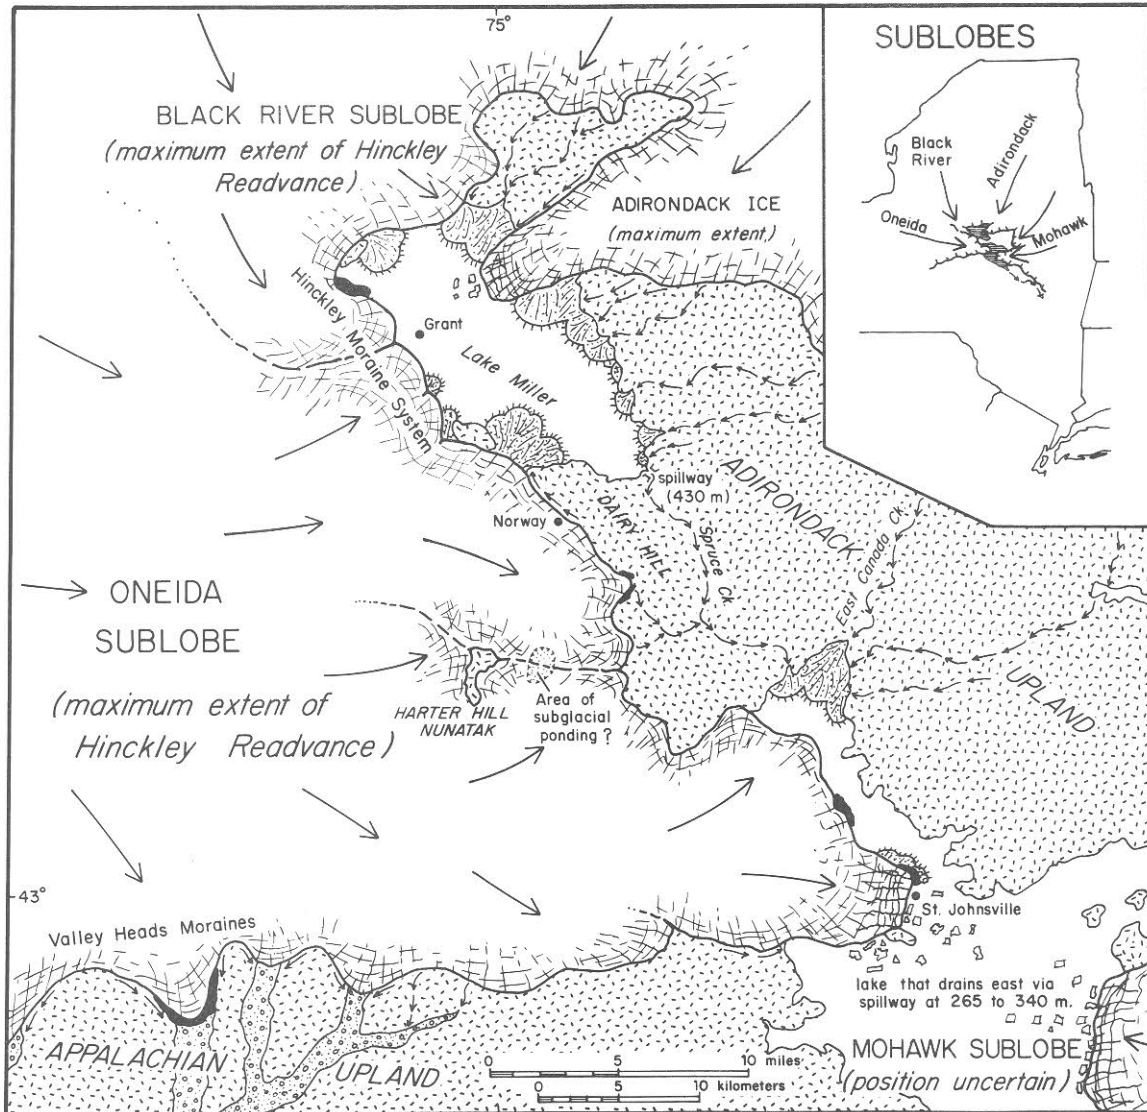 75°
SUBLOBES
Black
River
Adirondack
Oneida
Mohawk
BLACK RIVER SUBLOBE
(maximum extent of Hinckley
Readvance)
ADIRONDACK ICE
(maximum extent)
Hinckley Moraine System
Grant
Lake Miller
spillway
(430 m)
ADIRONDACK
UPLAND
Norway
DAIRY HILL
Spruce Ck
East Canada Ck.
ONEIDA
SUBLOBE
(maximum extent of
Hinckley Readvance)
HARTER HILL
NUNATAK
Area of
subglacial
ponding ?
43°
Valley Heads Moraines
St. Johnsville
lake that drains east via
spillway at 265 to 340 m.
APPALACHIAN
UPLAND
0 5 10 miles
0 5 10 kilometers
MOHAWK SUBLOBE
(position uncertain)